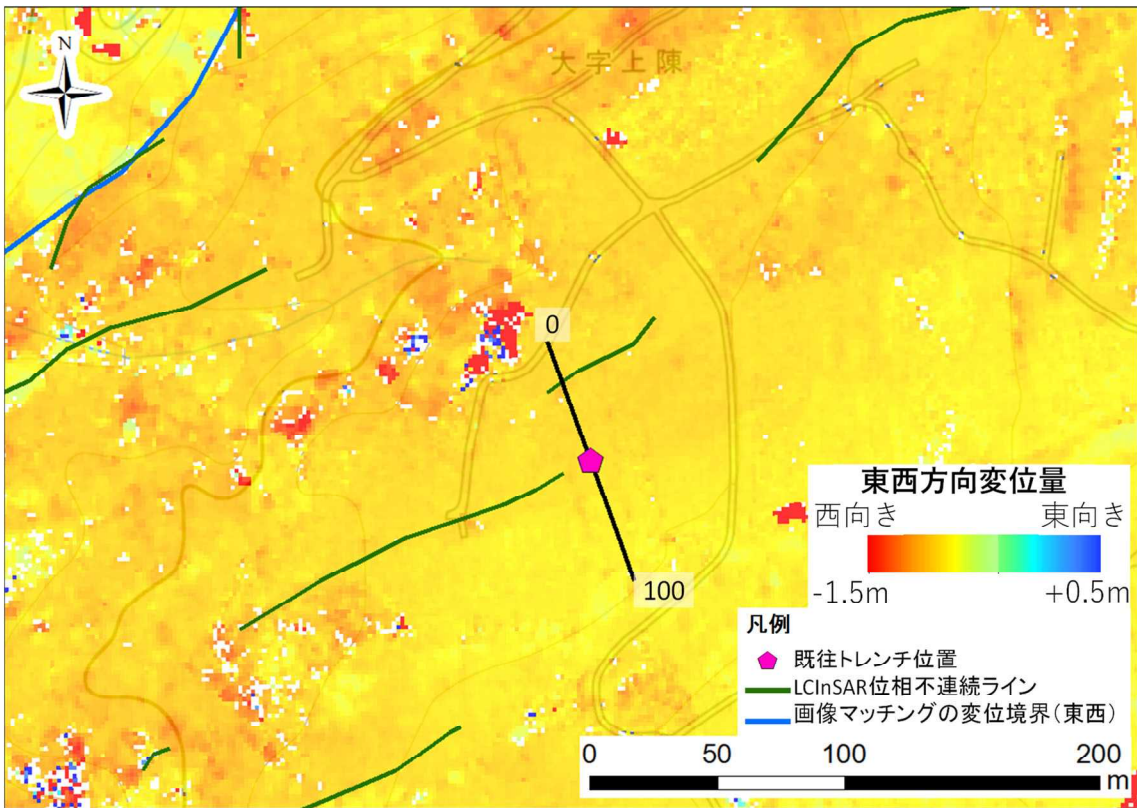 N
大字上陳
0
100
東西方向変位量
西向き 東向き
-1.5m +0.5m
凡例
既往トレンチ位置
LCInSAR位相不連続ライン
画像マッチングの変位境界(東西)
0 50 100 200
m